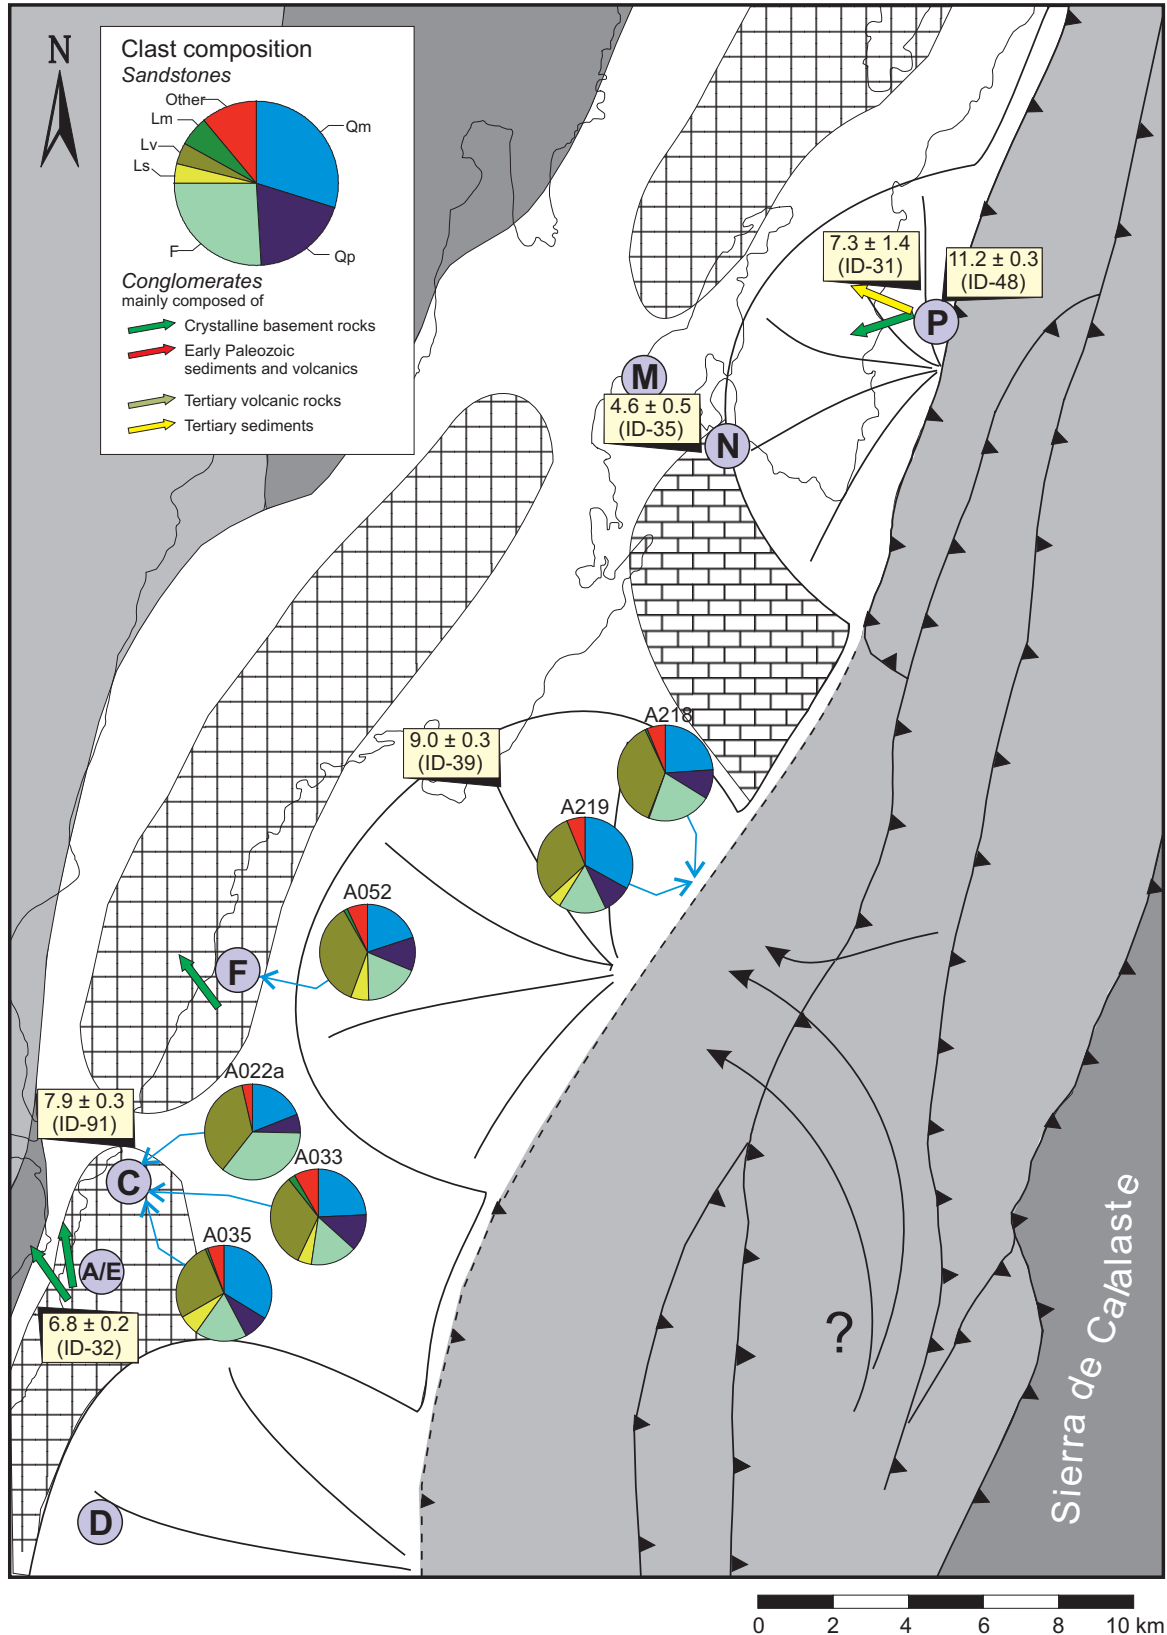 N
Clast composition
Sandstones
Other
Lm
Lv
Ls
F
Qm
Qp
Conglomerates
mainly composed of
Crystalline basement rocks
Early Paleozoic
sediments and volcanics
Tertiary volcanic rocks
Tertiary sediments
7.3 ± 1.4
(ID-31)
11.2 ± 0.3
(ID-48)
P
M
4.6 ± 0.5
(ID-35)
N
A218
9.0 ± 0.3
(ID-39)
A219
A052
F
A022a
7.9 ± 0.3
(ID-91)
A033
C
A035
A/E
6.8 ± 0.2
(ID-32)
?
Sierra de Calalaste
D
0 2 4 6 8 10 km